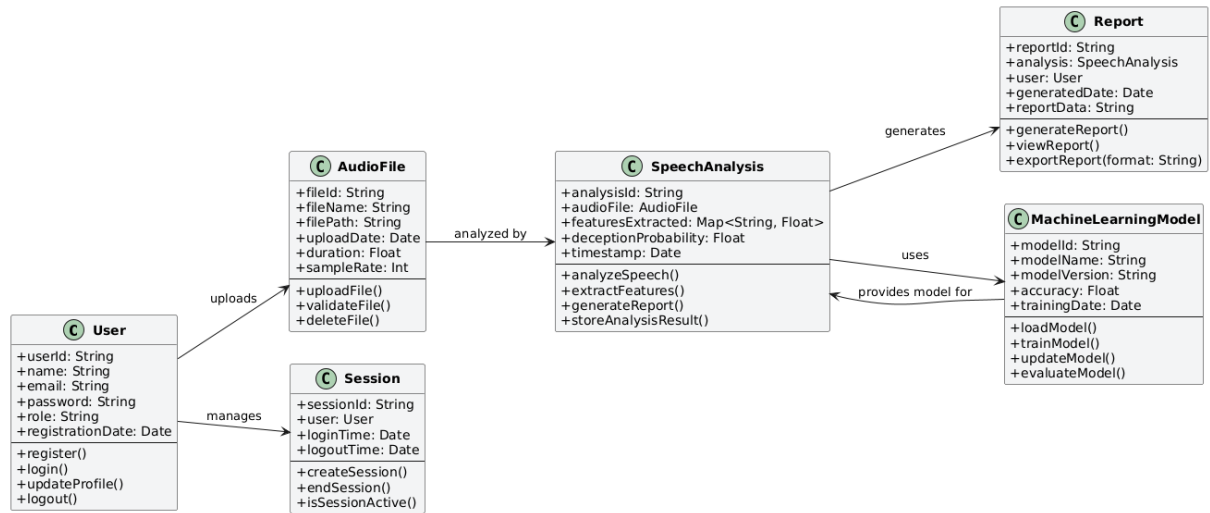 C User
+userId: String
+name: String
+email: String
+password: String
+role: String
+registrationDate: Date
+register()
+login()
+updateProfile()
+logout()
uploads
manages
C AudioFile
+fileId: String
+fileName: String
+filePath: String
+uploadDate: Date
+duration: Float
+sampleRate: Int
+uploadFile()
+validateFile()
+deleteFile()
C Session
+sessionId: String
+user: User
+loginTime: Date
+logoutTime: Date
+createSession()
+endSession()
+isSessionActive()
analyzed by
C SpeechAnalysis
+analysisId: String
+audioFile: AudioFile
+featuresExtracted: Map<String, Float>
+deceptionProbability: Float
+timestamp: Date
+analyzeSpeech()
+extractFeatures()
+generateReport()
+storeAnalysisResult()
generates
uses
provides model for
C Report
+reportId: String
+analysis: SpeechAnalysis
+user: User
+generatedDate: Date
+reportData: String
+generateReport()
+viewReport()
+exportReport(format: String)
C MachineLearningModel
+modelId: String
+modelName: String
+modelVersion: String
+accuracy: Float
+trainingDate: Date
+loadModel()
+trainModel()
+updateModel()
+evaluateModel()